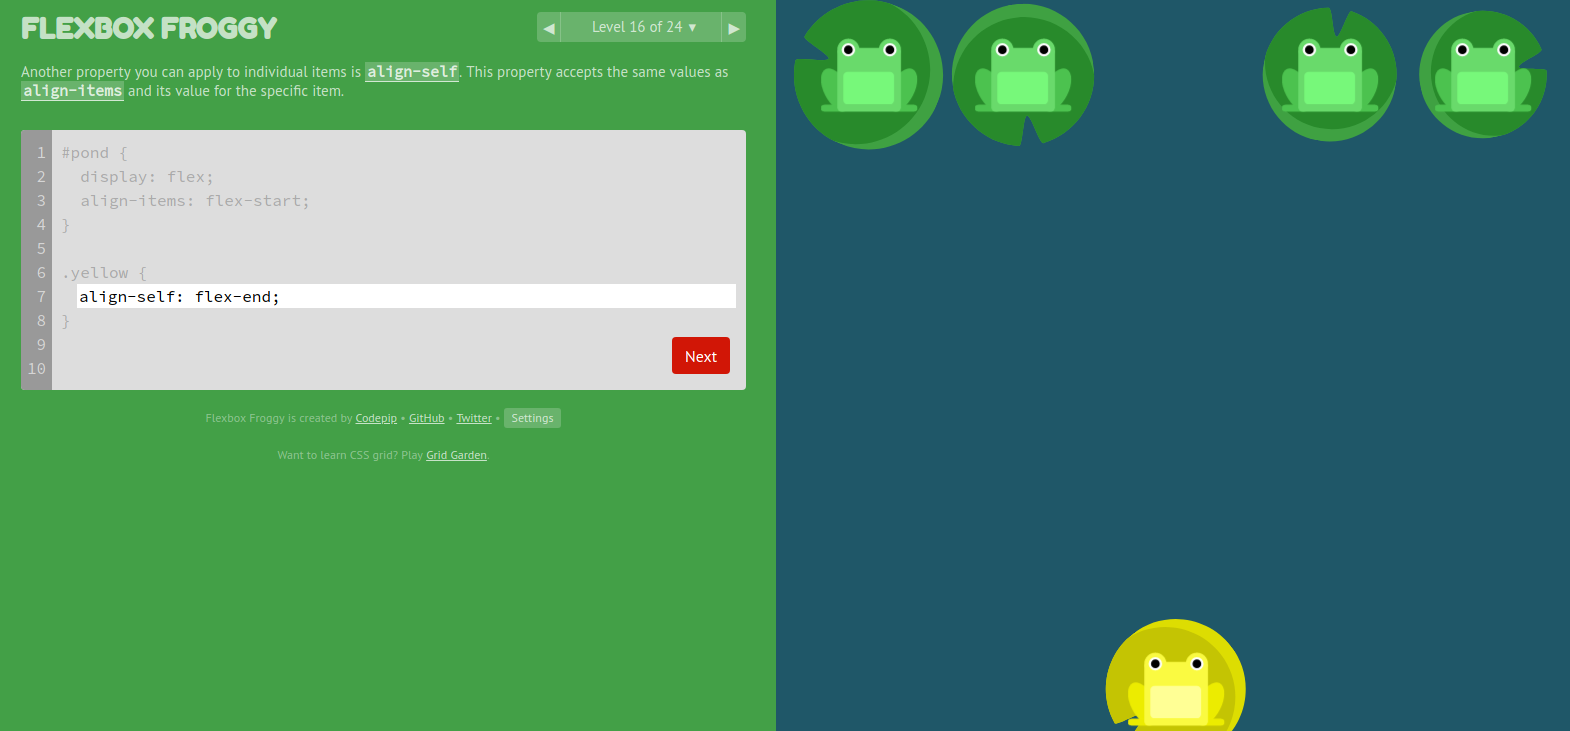 FLEXBOX FROGGY
◀ Level 16 of 24 ▼ ▶
Another property you can apply to individual items is align-self. This property accepts the same values as
align-items and its value for the specific item.
1 #pond {
2 display: flex;
3 align-items: flex-start;
4 }
5
6 .yellow {
7 align-self: flex-end;
8 }
9
10
Next
Flexbox Froggy is created by Codepip • GitHub • Twitter • Settings
Want to learn CSS grid? Play Grid Garden.